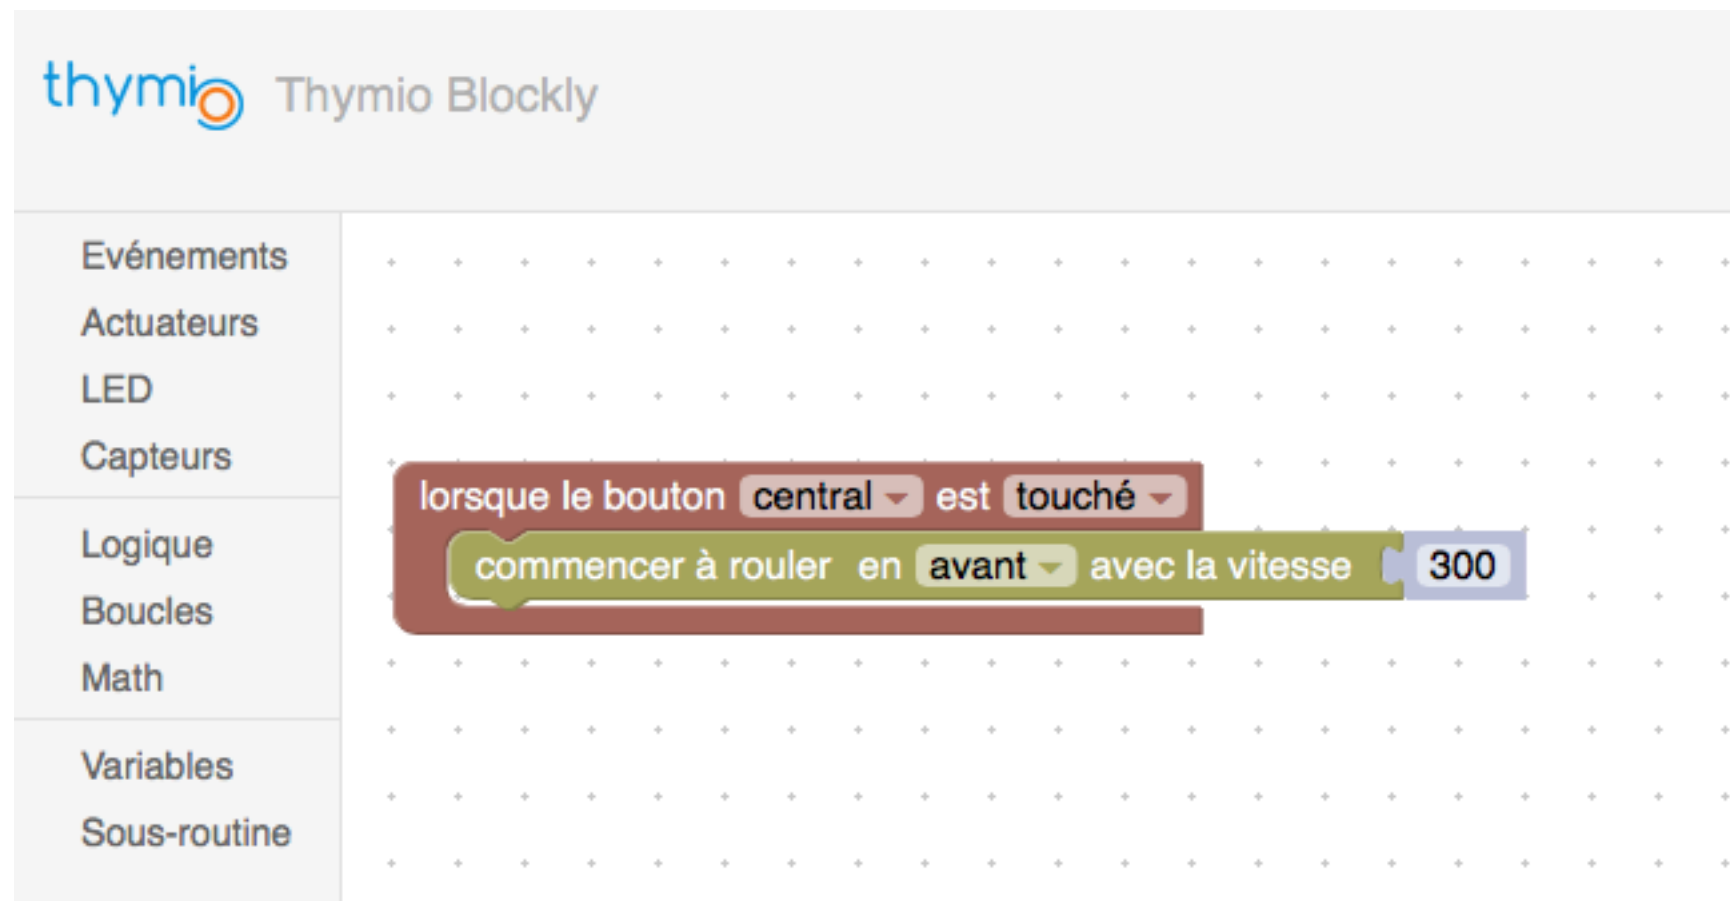 thymio Thymio Blockly
Evénements
Actuateurs
LED
Capteurs
Logique
Boucles
Math
Variables
Sous-routine
lorsque le bouton central est touché
commencer à rouler en avant avec la vitesse 300